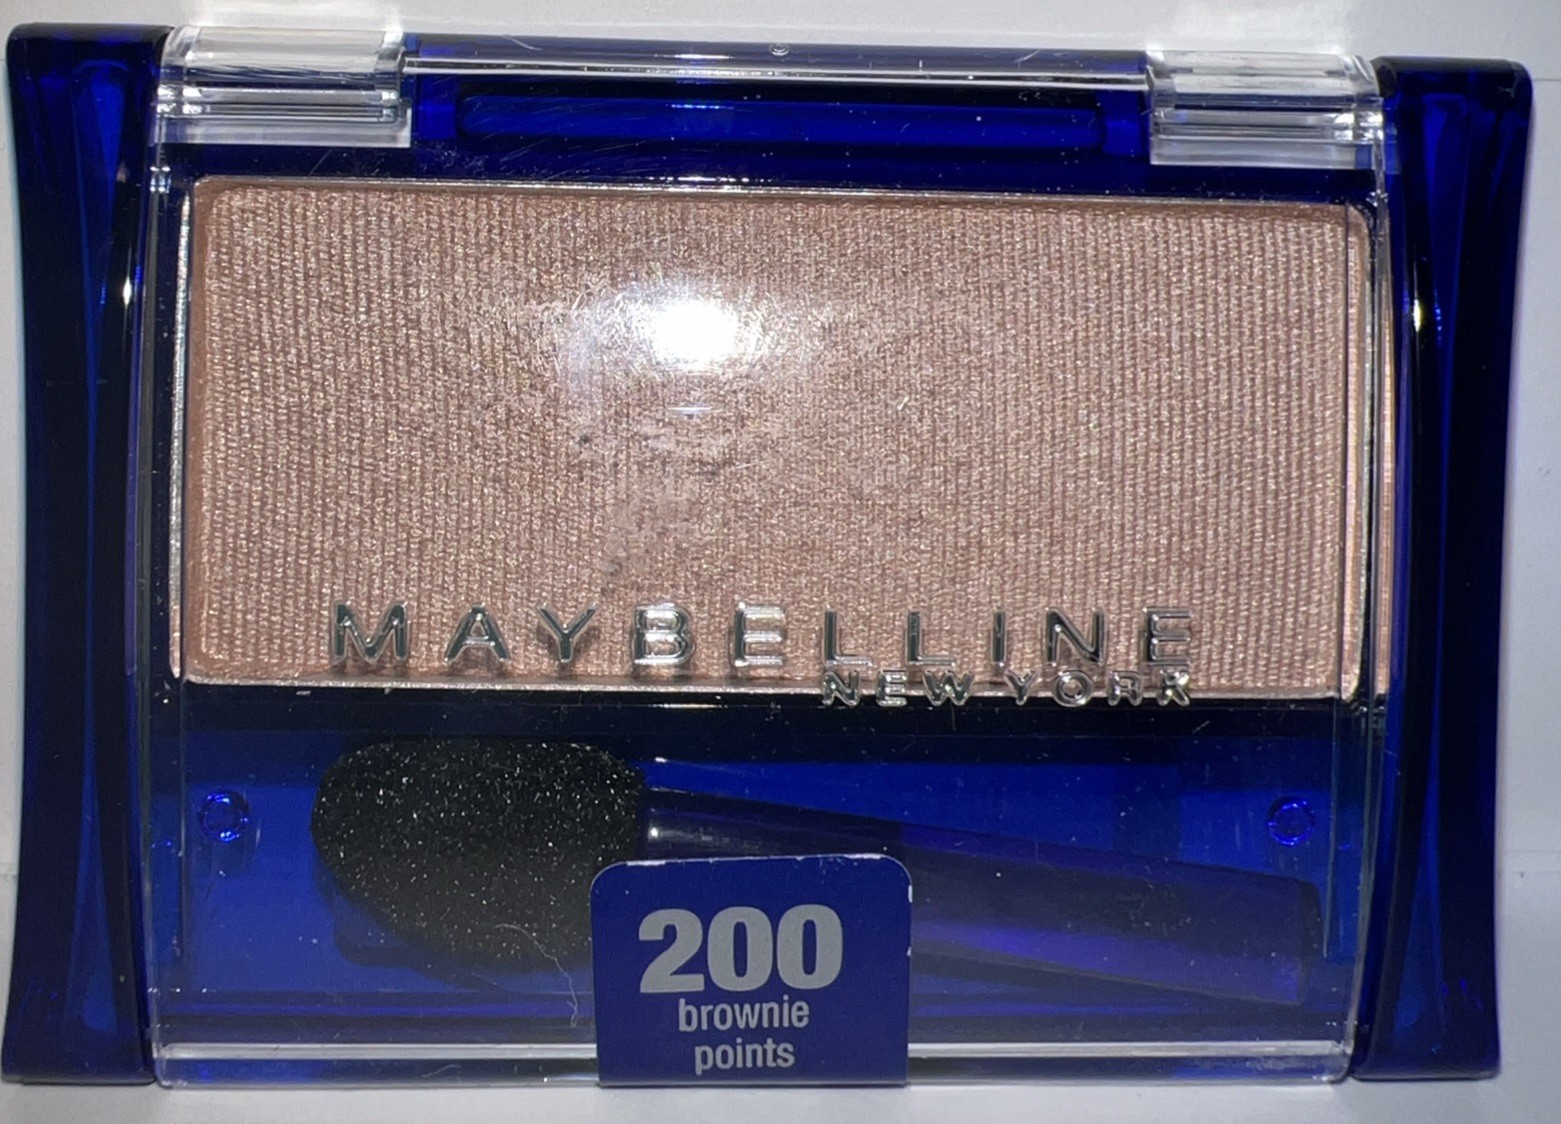 MAYBELLINE
NEW YORK
200
brownie
points